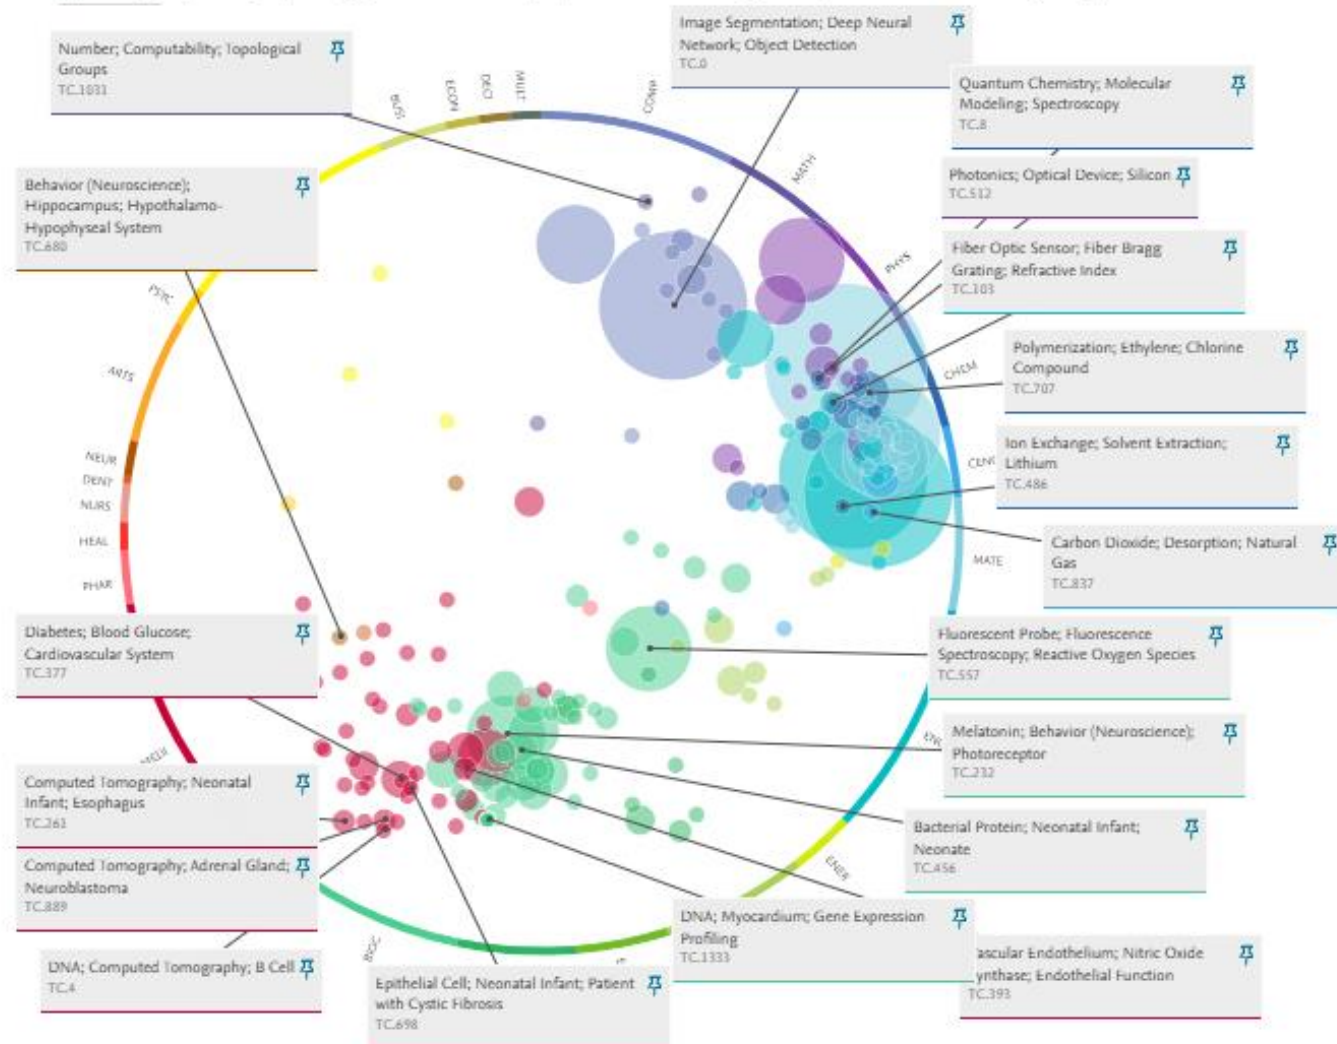 Number; Computability; Topological
Groups
TC.1031
Image Segmentation; Deep Neural
Network; Object Detection
TC.0
Quantum Chemistry; Molecular
Modeling; Spectroscopy
TC.8
Photonics; Optical Device; Silicon
TC.512
Fiber Optic Sensor; Fiber Bragg
Grating; Refractive Index
TC.103
Polymerization; Ethylene; Chlorine
Compound
TC.707
Ion Exchange; Solvent Extraction;
Lithium
TC.486
Carbon Dioxide; Desorption; Natural
Gas
TC.837
Fluorescent Probe; Fluorescence
Spectroscopy; Reactive Oxygen Species
TC.557
Melatonin; Behavior (Neuroscience);
Photoreceptor
TC.232
Bacterial Protein; Neonatal Infant;
Neonate
TC.456
ascular Endothelium; Nitric Oxide
ynthase; Endothelial Function
TC.393
DNA; Myocardium; Gene Expression
Profiling
TC.1333
Epithelial Cell; Neonatal Infant; Patient
with Cystic Fibrosis
TC.698
DNA; Computed Tomography; B Cell
TC.4
Computed Tomography; Adrenal Gland;
Neuroblastoma
TC.889
Computed Tomography; Neonatal
Infant; Esophagus
TC.261
Diabetes; Blood Glucose;
Cardiovascular System
TC.377
Behavior (Neuroscience);
Hippocampus; Hypothalamo-
Hypophyseal System
TC.680
BUSI
ECON
DECI
MULT
COMP
MATH
PHYS
CHEM
CENG
MATE
ENER
BIOC
PHAR
HEAL
NURS
DENT
NEUR
ARTS
PSYC